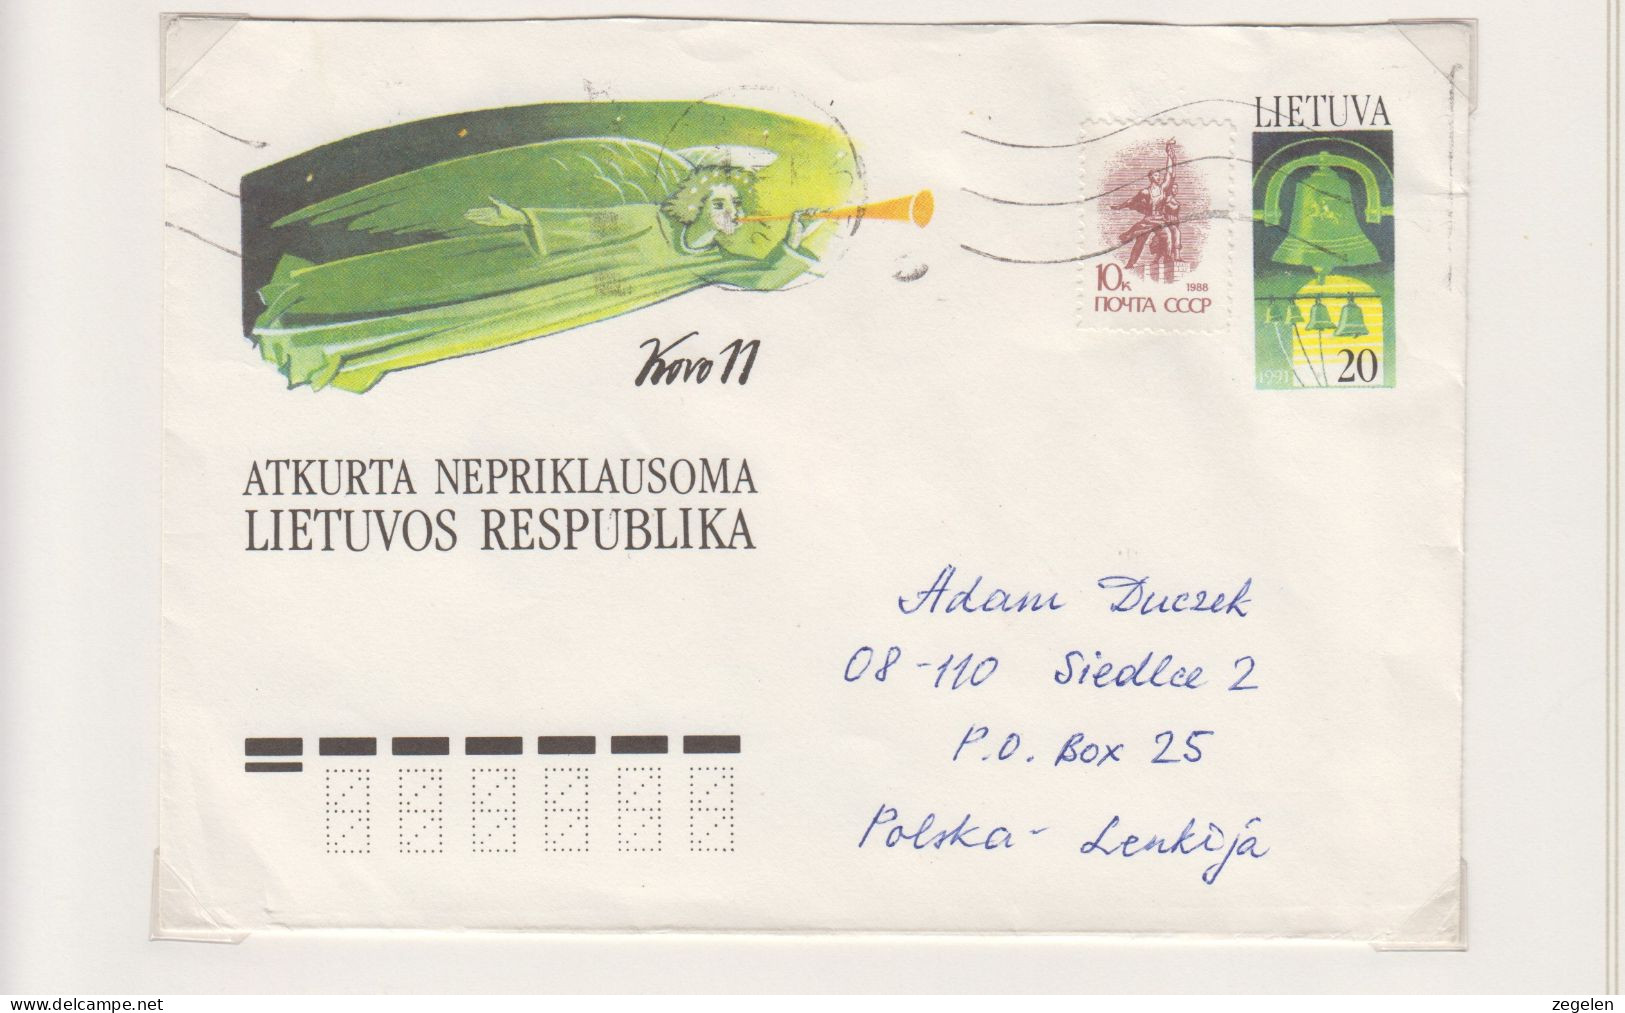 LIETUVA
10к
1988
ПОЧТА СССР
1991
20
Kovo 11
ATKURTA NEPRIKLAUSOMA
LIETUVOS RESPUBLIKA
Adam Duczek
08-110 Siedlce 2
P.O. Box 25
Polska - Lenkija
www.delcampe.net
zegelen